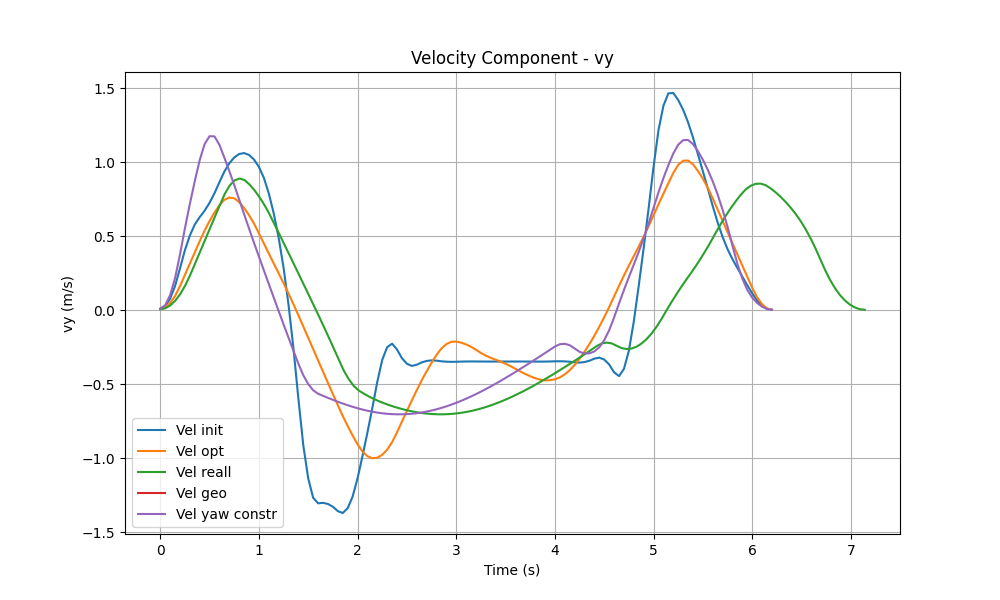 Velocity Component - vy
vy (m/s)
1.5
1.0
0.5
0.0
−0.5
−1.0
−1.5
Vel init
Vel opt
Vel reall
Vel geo
Vel yaw constr
0 1 2 3 4 5 6 7
Time (s)